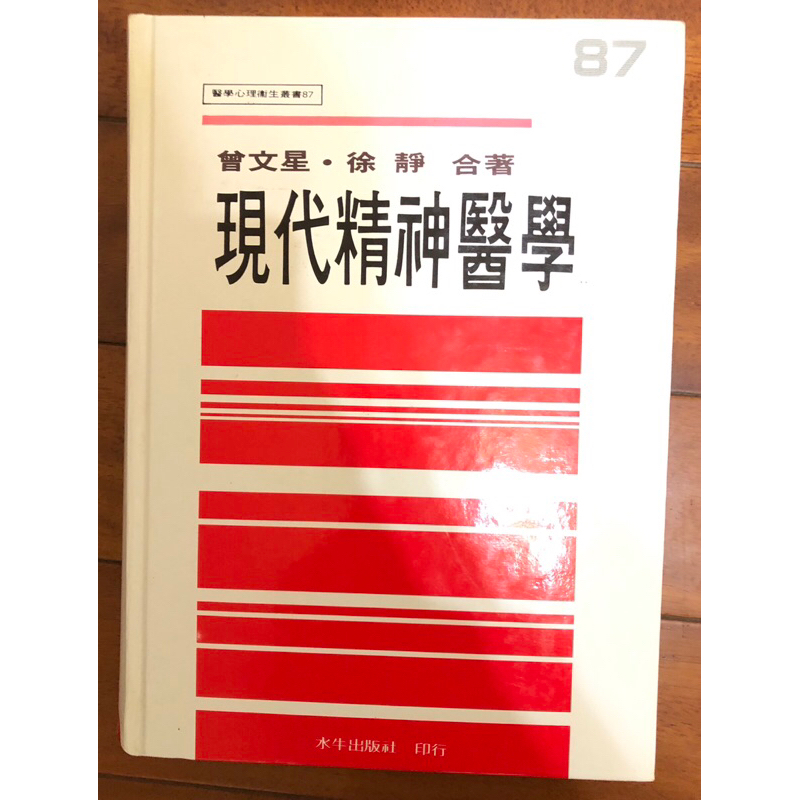 87
醫學心理衞生叢書87
曾文星・徐 靜 合著
現代精神醫學
水牛出版社 印行